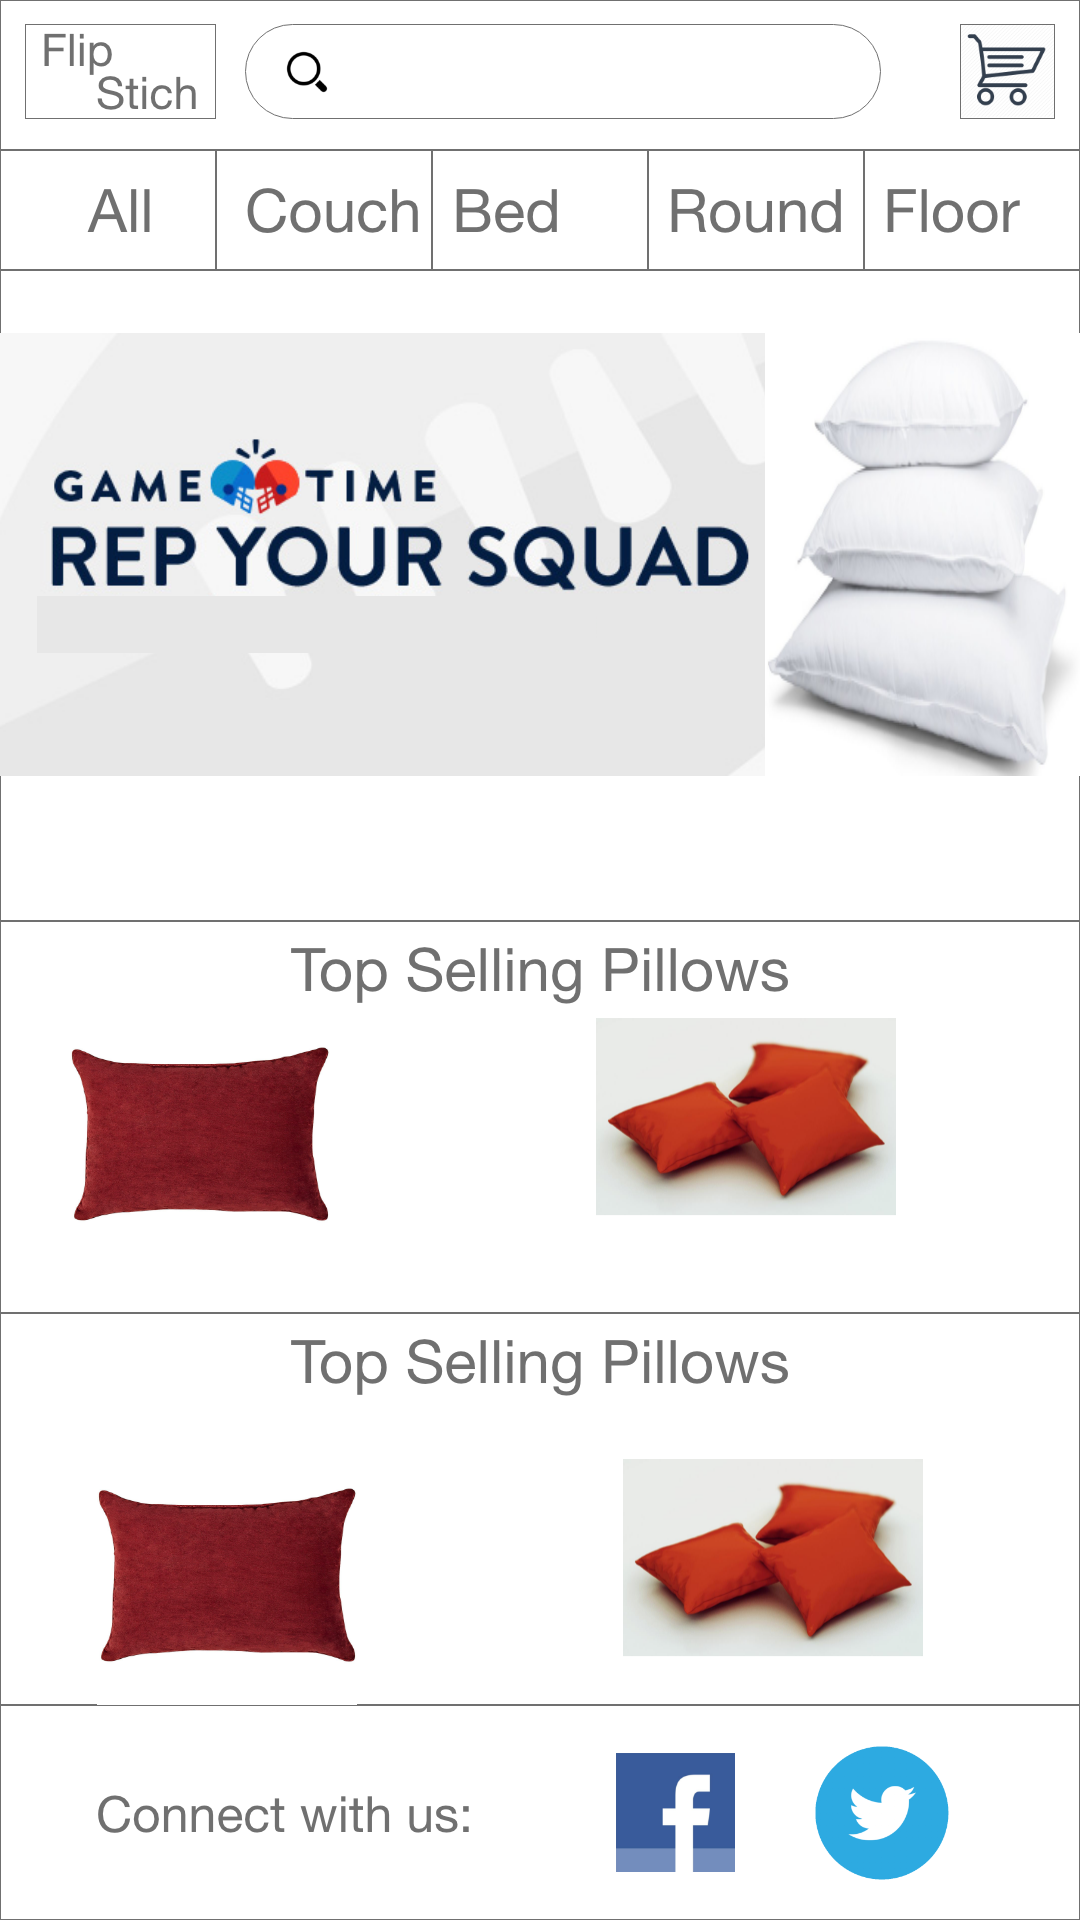 Flip
Stich
All Couch Bed Round Floor
GAME TIME
REP YOUR SQUAD
Top Selling Pillows
Top Selling Pillows
Connect with us: